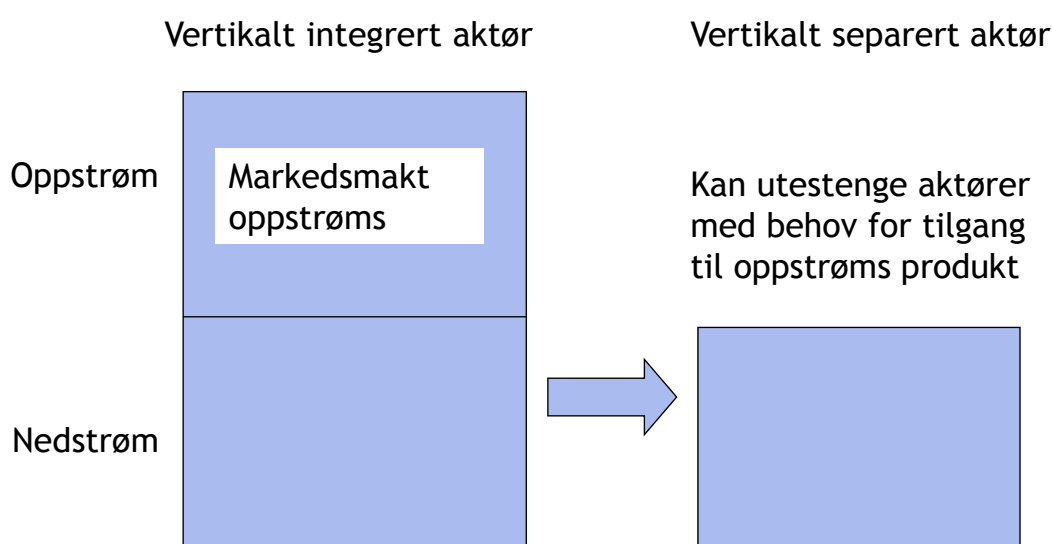 Vertikalt integrert aktør
Vertikalt separert aktør
Oppstrøm
Markedsmakt
oppstrøms
Kan utestenge aktører
med behov for tilgang
til oppstrøms produkt
Nedstrøm